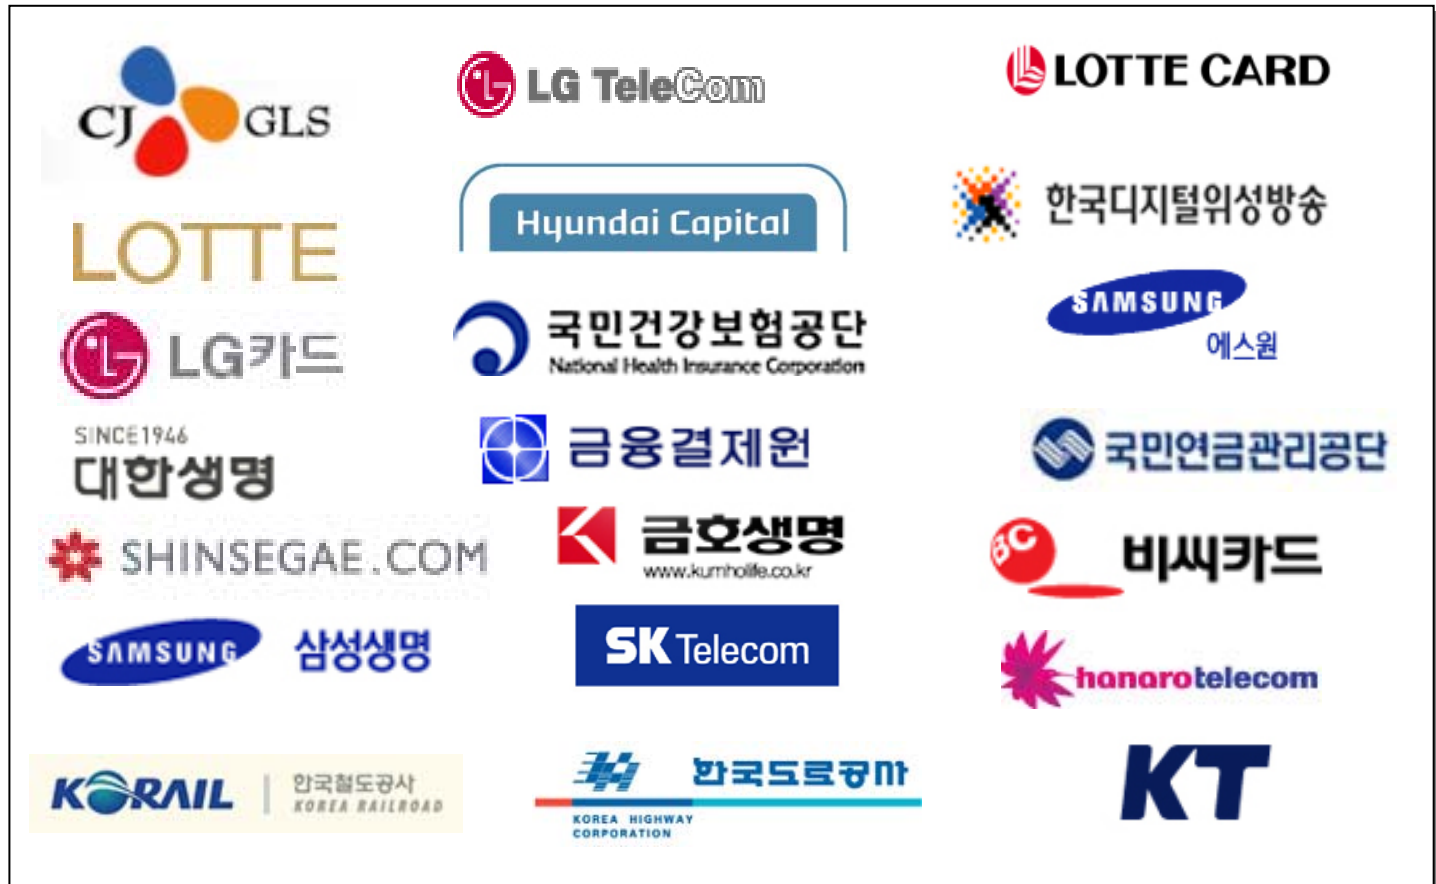 CJ GLS
LG TeleCom
LOTTE CARD
LOTTE
Hyundai Capital
한국디지털위성방송
LG LG카드
국민건강보험공단
National Health Insurance Corporation
SAMSUNG
에스원
SINCE1946
대한생명
금융결제원
국민연금관리공단
SHINSEGAE.COM
금호생명
www.kumholife.co.kr
BC 비씨카드
SAMSUNG 삼성생명
SK Telecom
hanarotelecom
KORAIL 한국철도공사
KOREA RAILROAD
한국도로공사
KOREA HIGHWAY
CORPORATION
KT